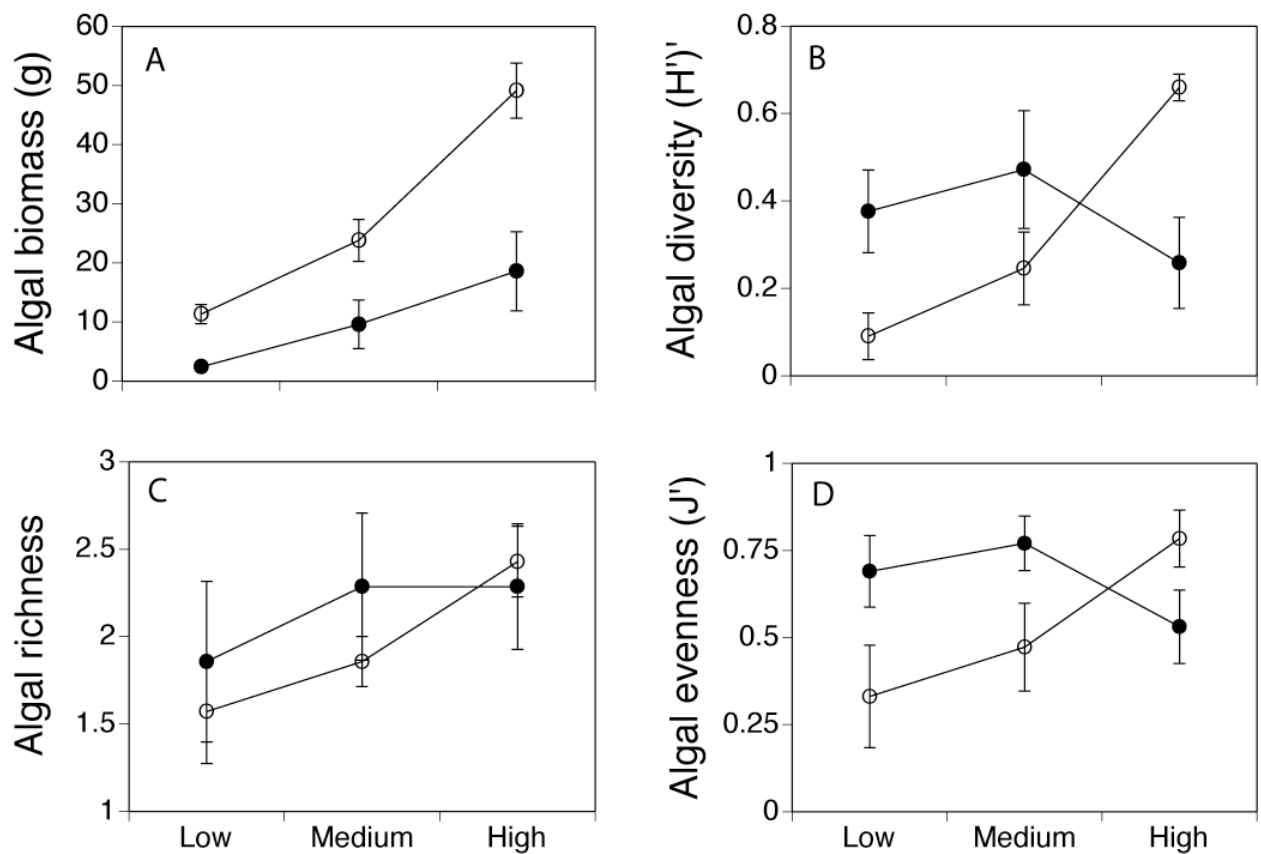 A
Algal biomass (g)
60
50
40
30
20
10
0
B
Algal diversity (H')'
0.8
0.6
0.4
0.2
0
C
Algal richness
3
2.5
2
1.5
1
Low Medium High
D
Algal evenness (J')
1
0.75
0.5
0.25
0
Low Medium High